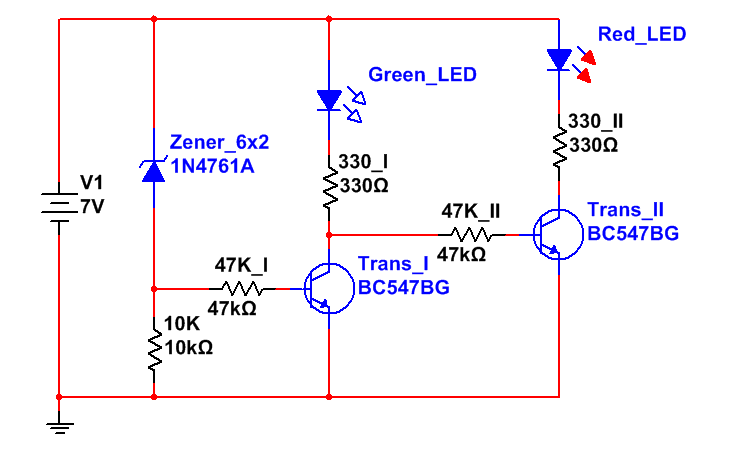 Red_LED
Green_LED
330_II
330Ω
Zener_6x2
1N4761A
330_I
330Ω
V1
7V
47K_II
47kΩ
Trans_II
BC547BG
47K_I
47kΩ
Trans_I
BC547BG
10K
10kΩ